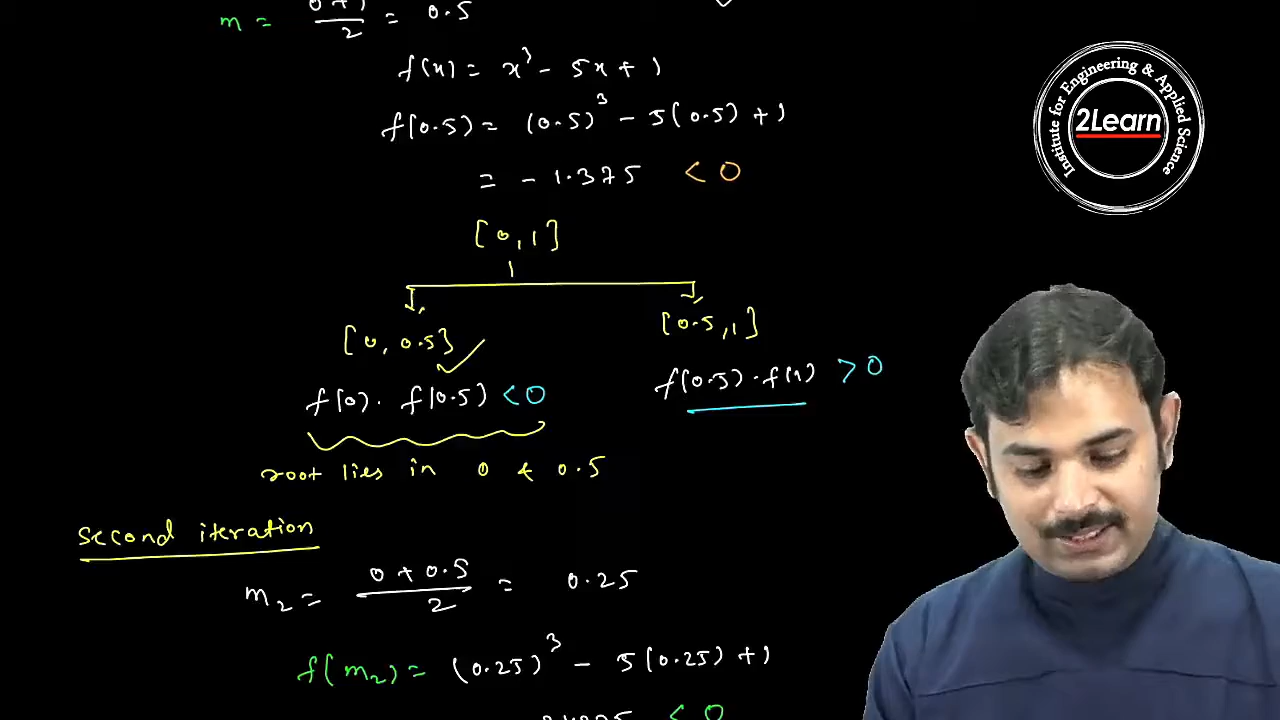 m = 0+1/2 = 0.5
f(x) = x³ - 5x + 1
f(0.5) = (0.5)³ - 5(0.5) + 1
= - 1.375 < 0
[0, 1]
[0, 0.5] ✓
[0.5, 1]
f(0) · f(0.5) < 0
f(0.5) · f(1) > 0
root lies in 0 & 0.5
Second iteration
m₂ = 0 + 0.5/2 = 0.25
f(m₂) = (0.25)³ - 5(0.25) + 1
< 0
Institute for Engineering & Applied Science
2Learn